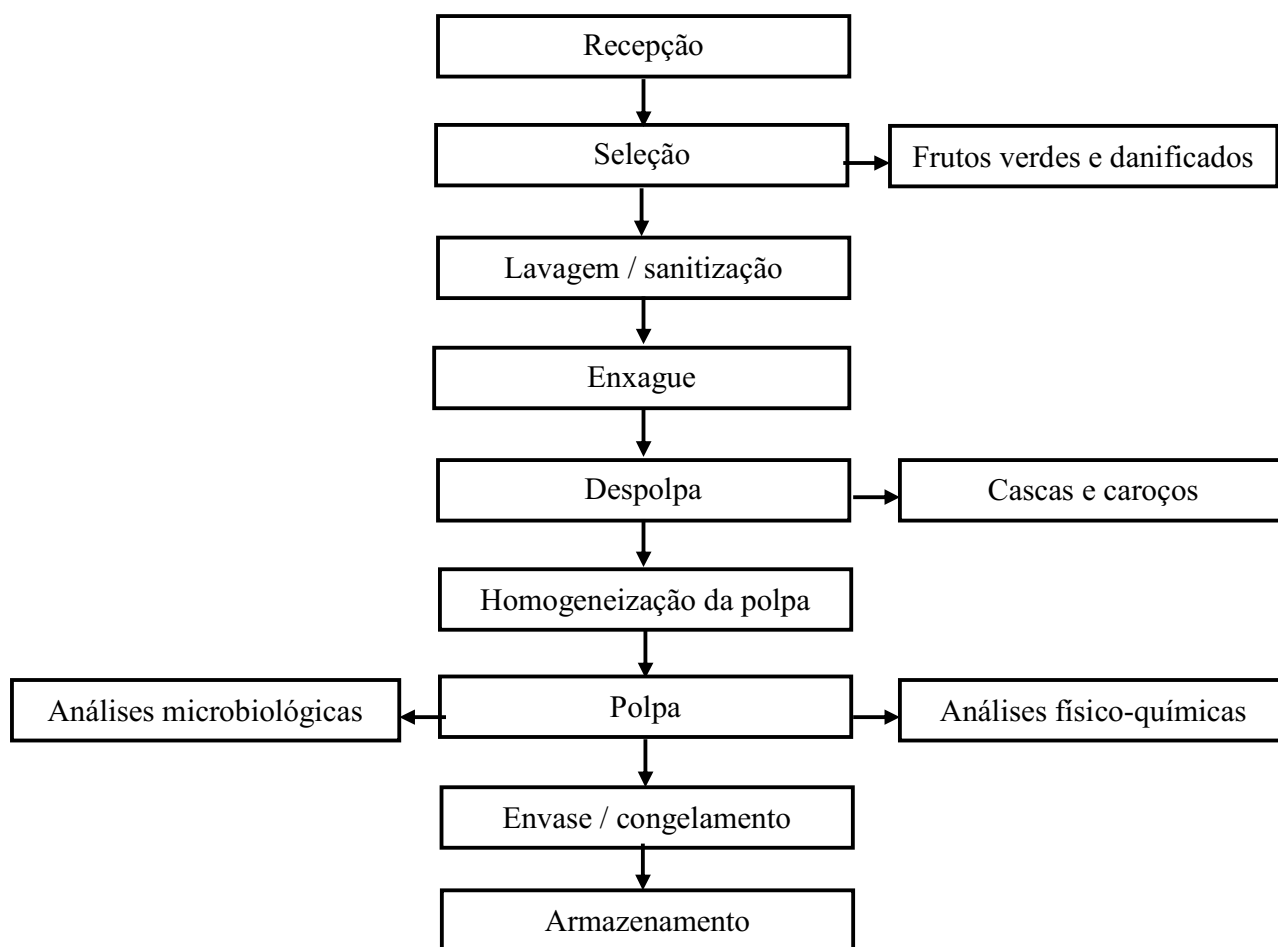 Recepção
Seleção
Frutos verdes e danificados
Lavagem / sanitização
Enxague
Despolpa
Cascas e caroços
Homogeneização da polpa
Análises microbiológicas
Polpa
Análises físico-químicas
Envase / congelamento
Armazenamento